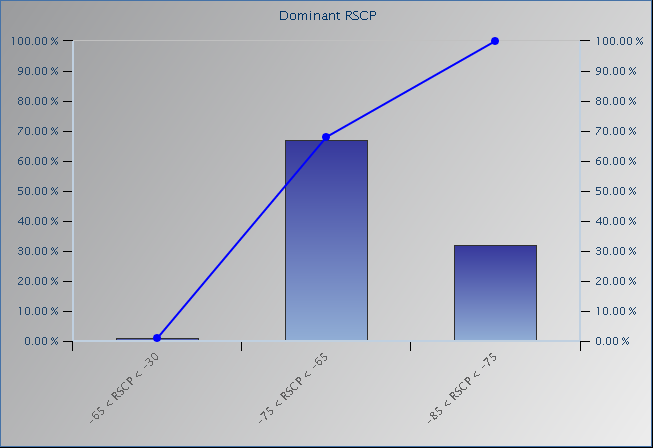 Dominant RSCP
100.00 % 100.00 %
90.00 % 90.00 %
80.00 % 80.00 %
70.00 % 70.00 %
60.00 % 60.00 %
50.00 % 50.00 %
40.00 % 40.00 %
30.00 % 30.00 %
20.00 % 20.00 %
10.00 % 10.00 %
0.00 % 0.00 %
-65 < RSCP < -30
-75 < RSCP < -65
-85 < RSCP < -75